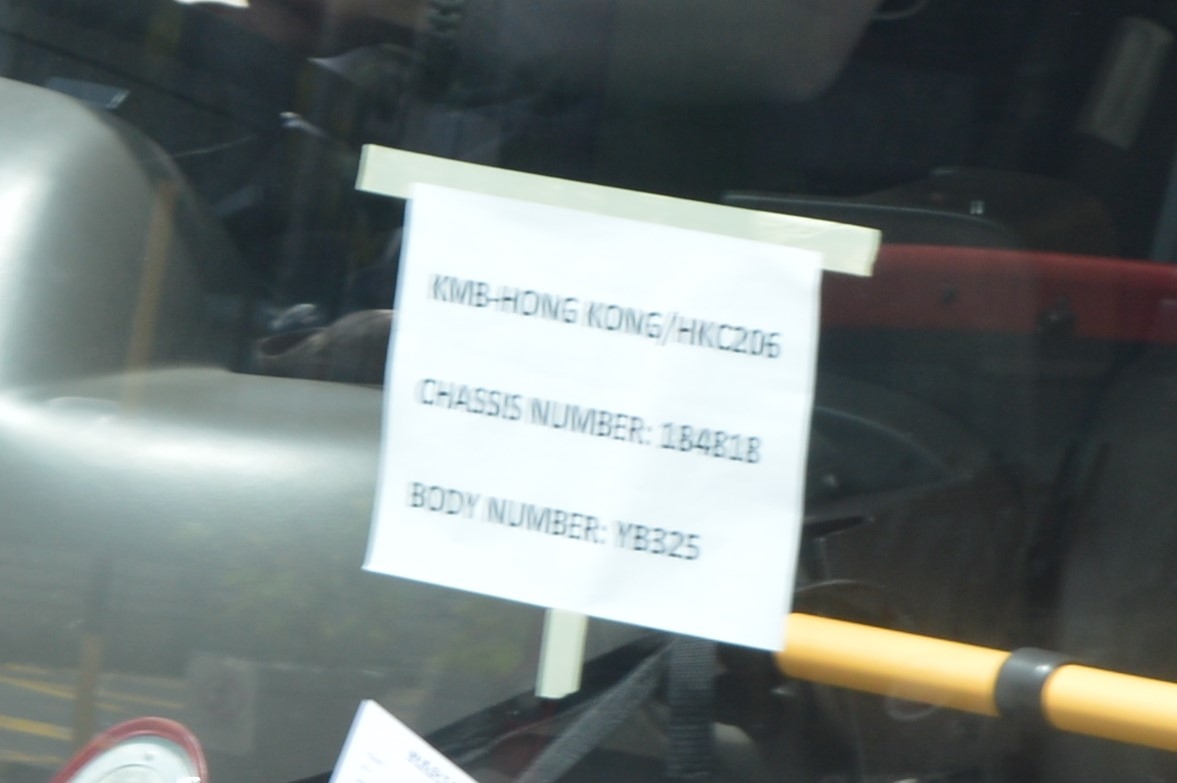 KMB-HONG KONG/HKC206
CHASSIS NUMBER: 184818
BODY NUMBER: YB325